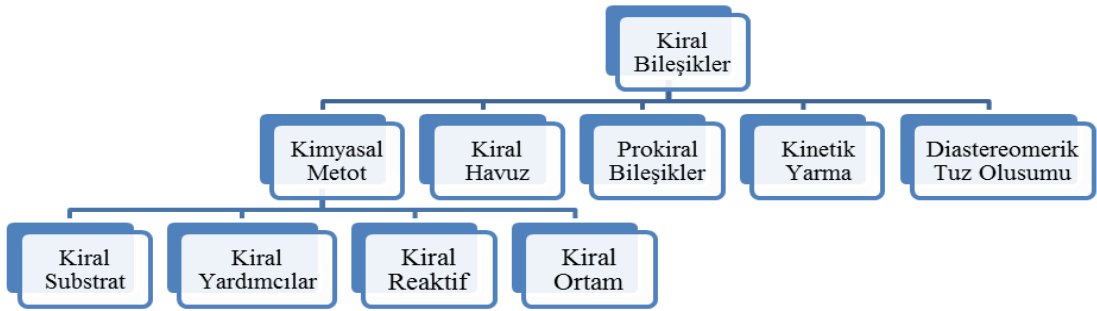 Kiral
Bileşikler
Kimyasal
Metot
Kiral
Havuz
Prokiral
Bileşikler
Kinetik
Yarma
Diastereomerik
Tuz Olusumu
Kiral
Substrat
Kiral
Yardımcılar
Kiral
Reaktif
Kiral
Ortam